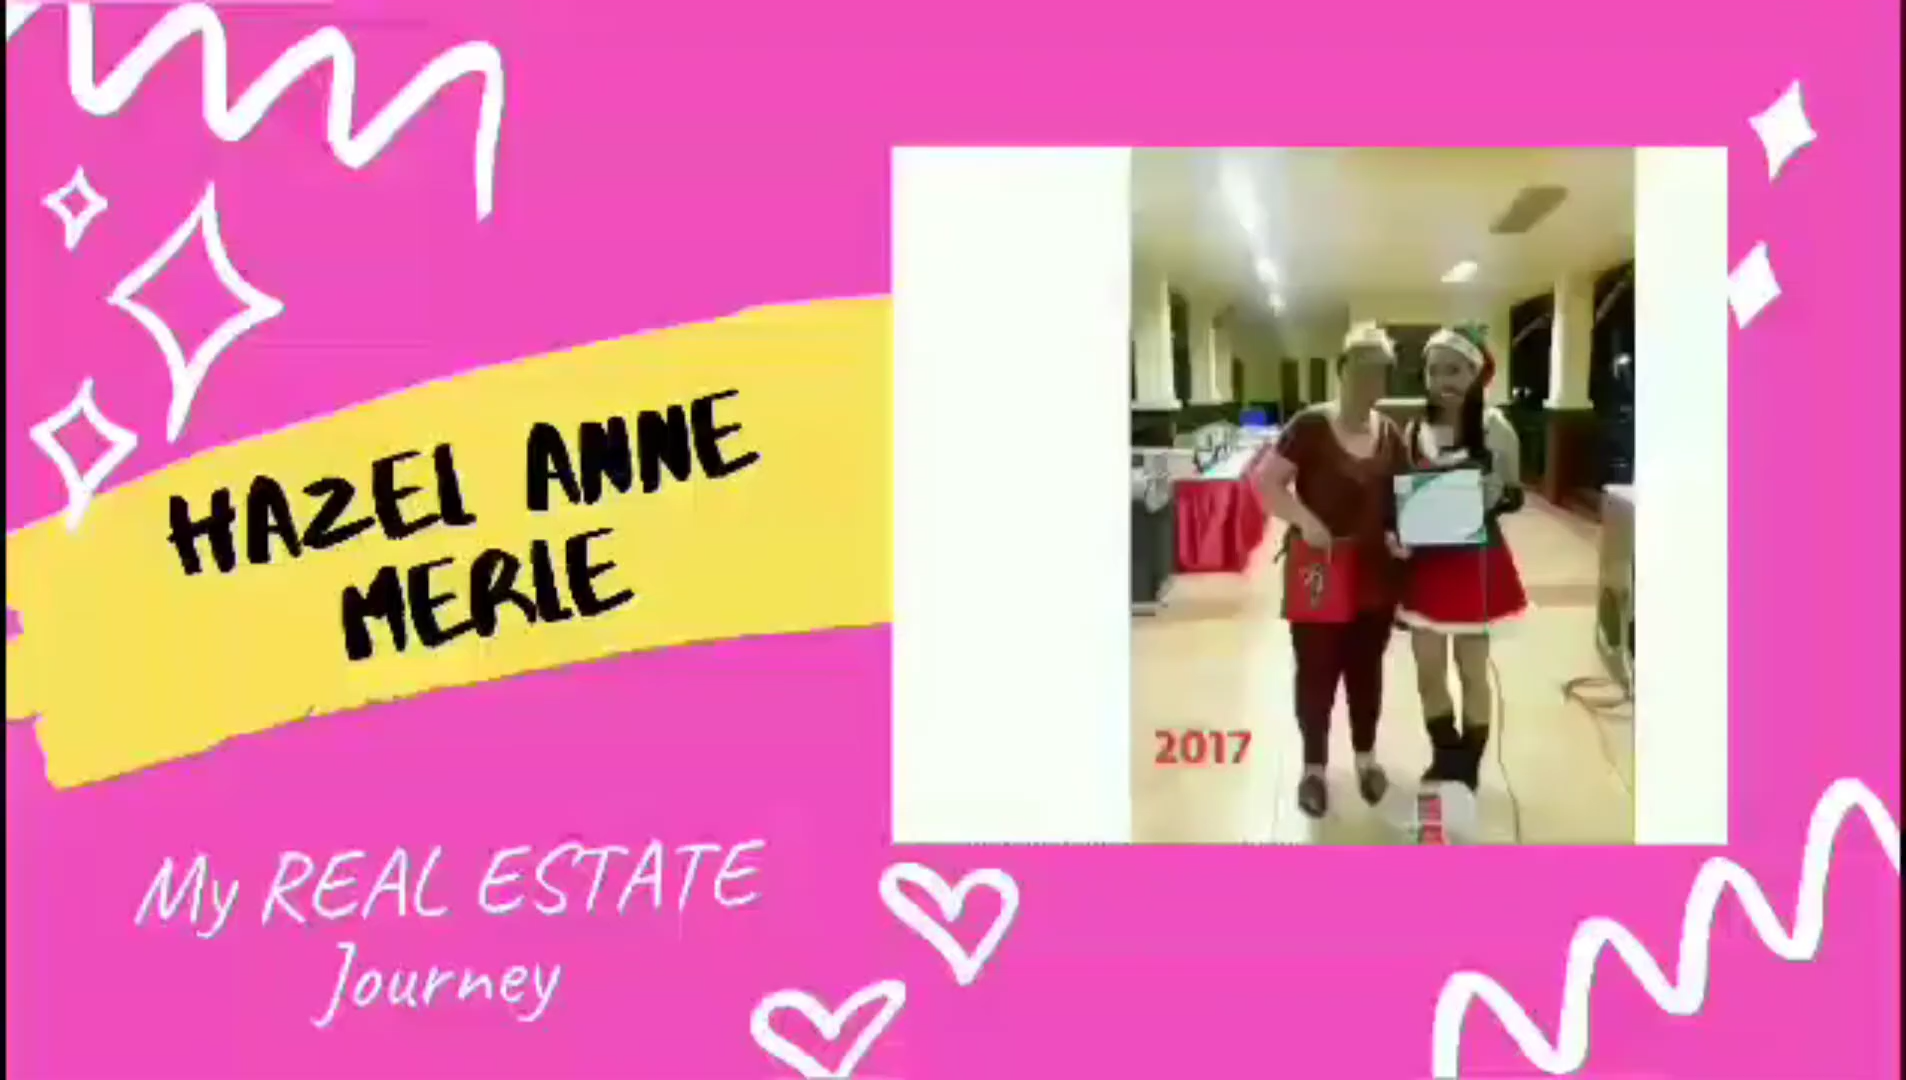 HAZEL ANNE
MERLE
My REAL ESTATE
Journey
2017